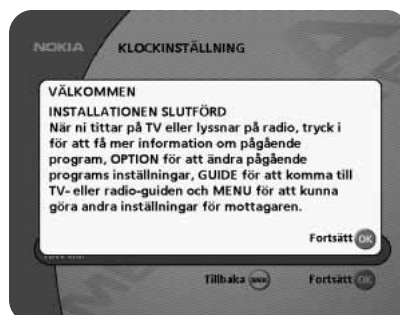 NOKIA
KLOCKINSTÄLLNING
VÄLKOMMEN
INSTALLATIONEN SLUTFÖRD
När ni tittar på TV eller lyssnar på radio, tryck i
för att få mer information om pågående
program, OPTION för att ändra pågående
programs inställningar, GUIDE för att komma till
TV- eller radio-guiden och MENU för att kunna
göra andra inställningar för mottagaren.
Fortsätt OK
Tillbaka BACK Fortsätt OK